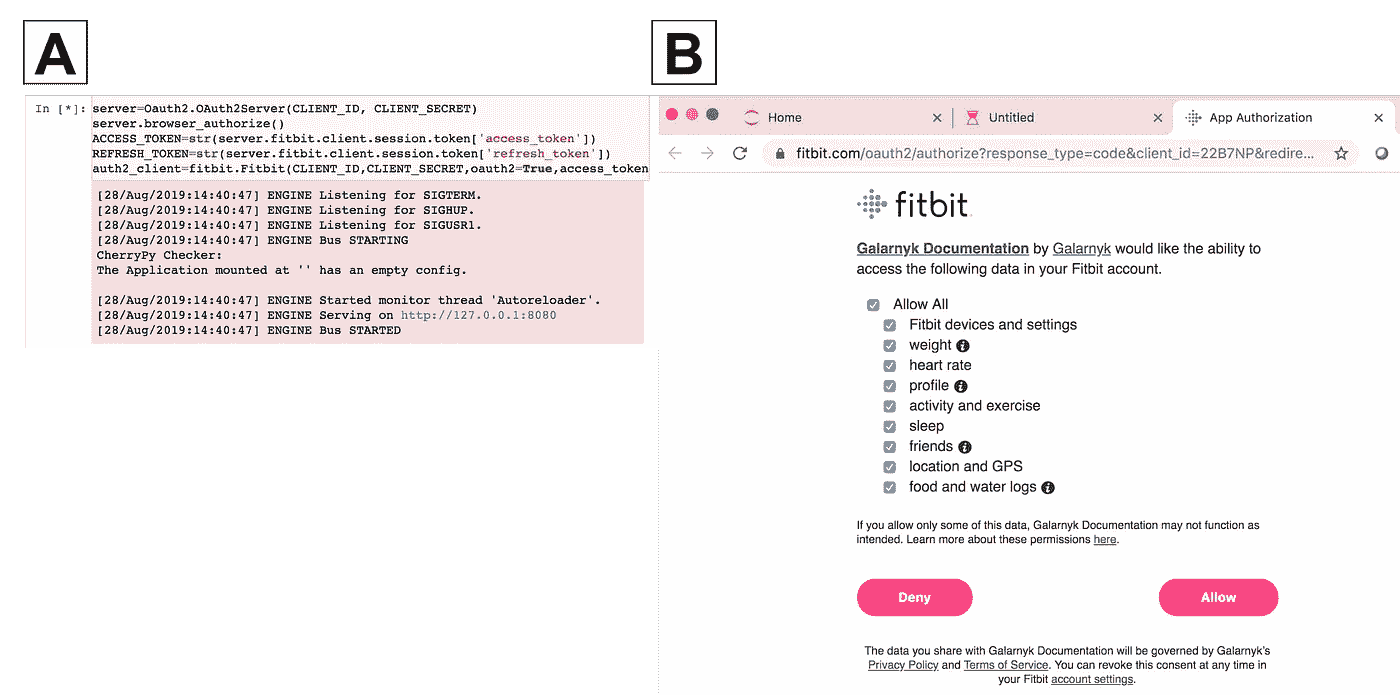 A
In [*]: server=Oauth2.OAuth2Server(CLIENT_ID, CLIENT_SECRET)
server.browser_authorize()
ACCESS_TOKEN=str(server.fitbit.client.session.token['access_token'])
REFRESH_TOKEN=str(server.fitbit.client.session.token['refresh_token'])
auth2_client=fitbit.Fitbit(CLIENT_ID,CLIENT_SECRET,oauth2=True,access_token
[28/Aug/2019:14:40:47] ENGINE Listening for SIGTERM.
[28/Aug/2019:14:40:47] ENGINE Listening for SIGHUP.
[28/Aug/2019:14:40:47] ENGINE Listening for SIGUSR1.
[28/Aug/2019:14:40:47] ENGINE Bus STARTING
CherryPy Checker:
The Application mounted at '' has an empty config.
[28/Aug/2019:14:40:47] ENGINE Started monitor thread 'Autoreloader'.
[28/Aug/2019:14:40:47] ENGINE Serving on http://127.0.0.1:8080
[28/Aug/2019:14:40:47] ENGINE Bus STARTED
B
Home
Untitled
App Authorization
fitbit.com/oauth2/authorize?response_type=code&client_id=22B7NP&redire...
fitbit
Galarnyk Documentation by Galarnyk would like the ability to
access the following data in your Fitbit account.
Allow All
Fitbit devices and settings
weight
heart rate
profile
activity and exercise
sleep
friends
location and GPS
food and water logs
If you allow only some of this data, Galarnyk Documentation may not function as
intended. Learn more about these permissions here.
Deny
Allow
The data you share with Galarnyk Documentation will be governed by Galarnyk's
Privacy Policy and Terms of Service. You can revoke this consent at any time in
your Fitbit account settings.